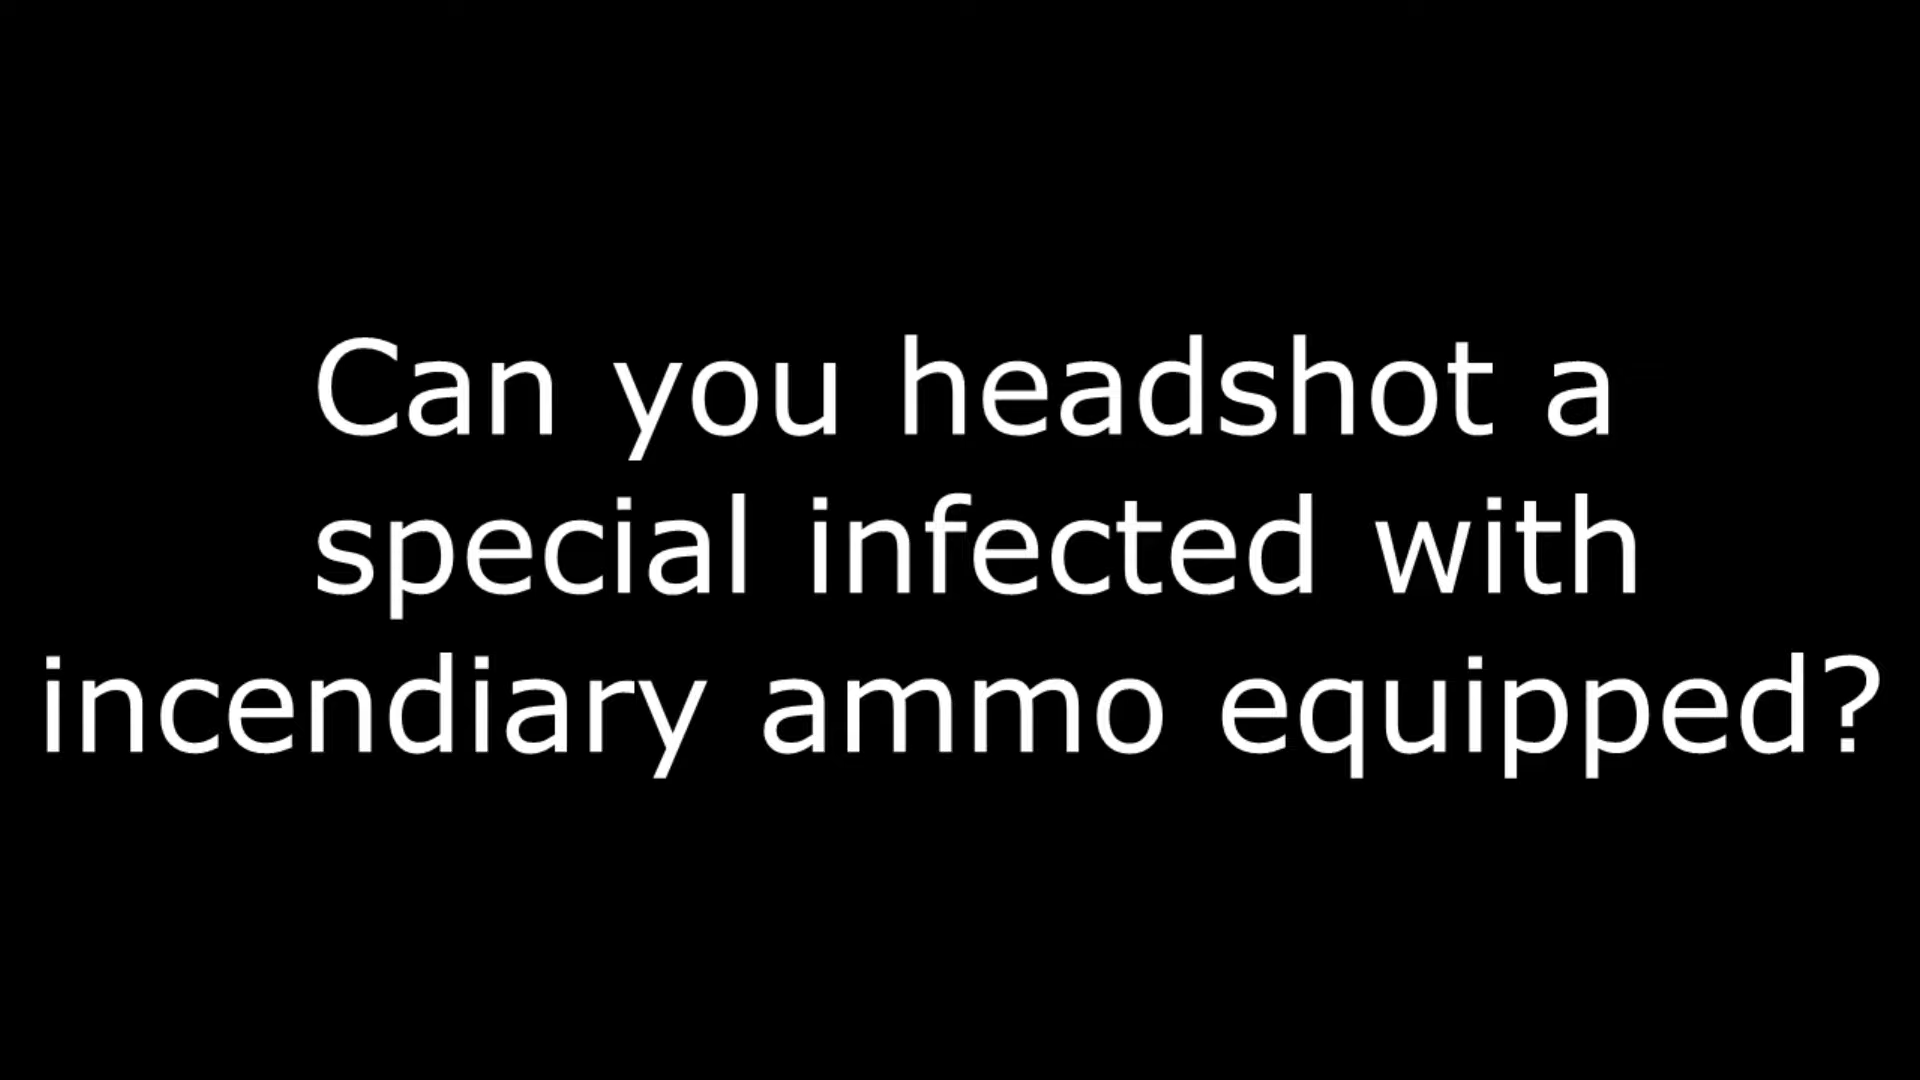 Can you headshot a
special infected with
incendiary ammo equipped?